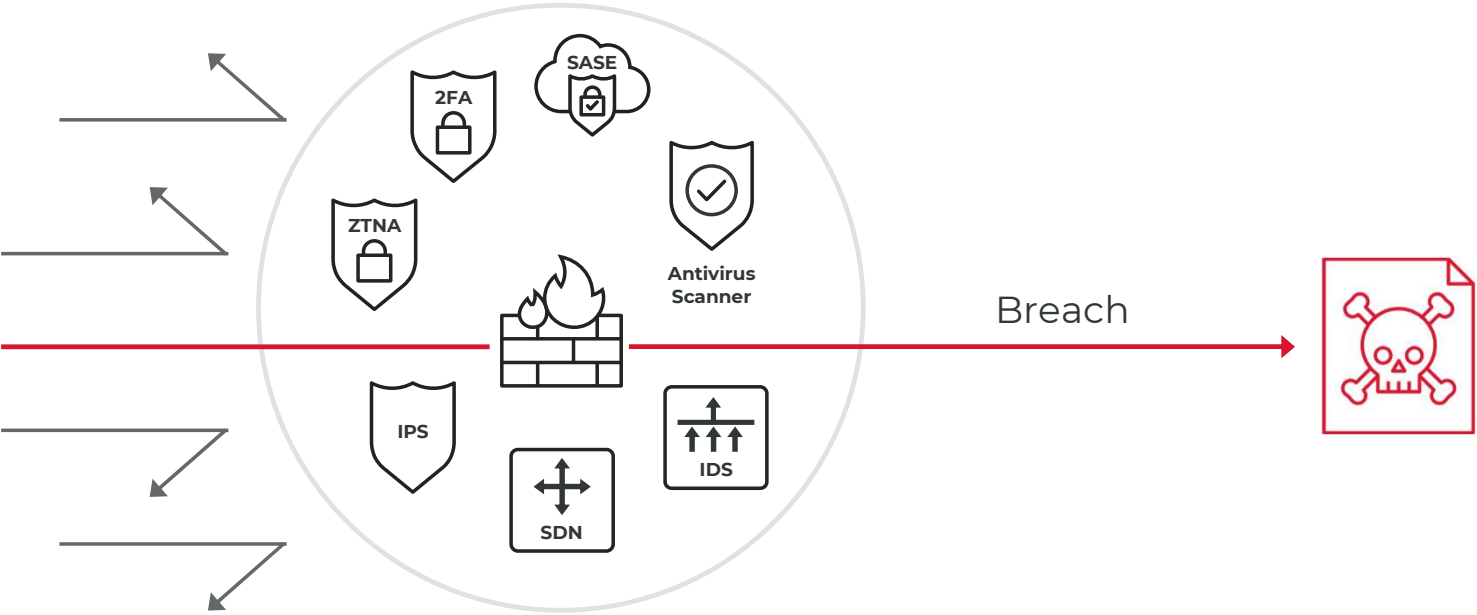 SASE
2FA
ZTNA
Antivirus
Scanner
Breach
IPS
IDS
SDN